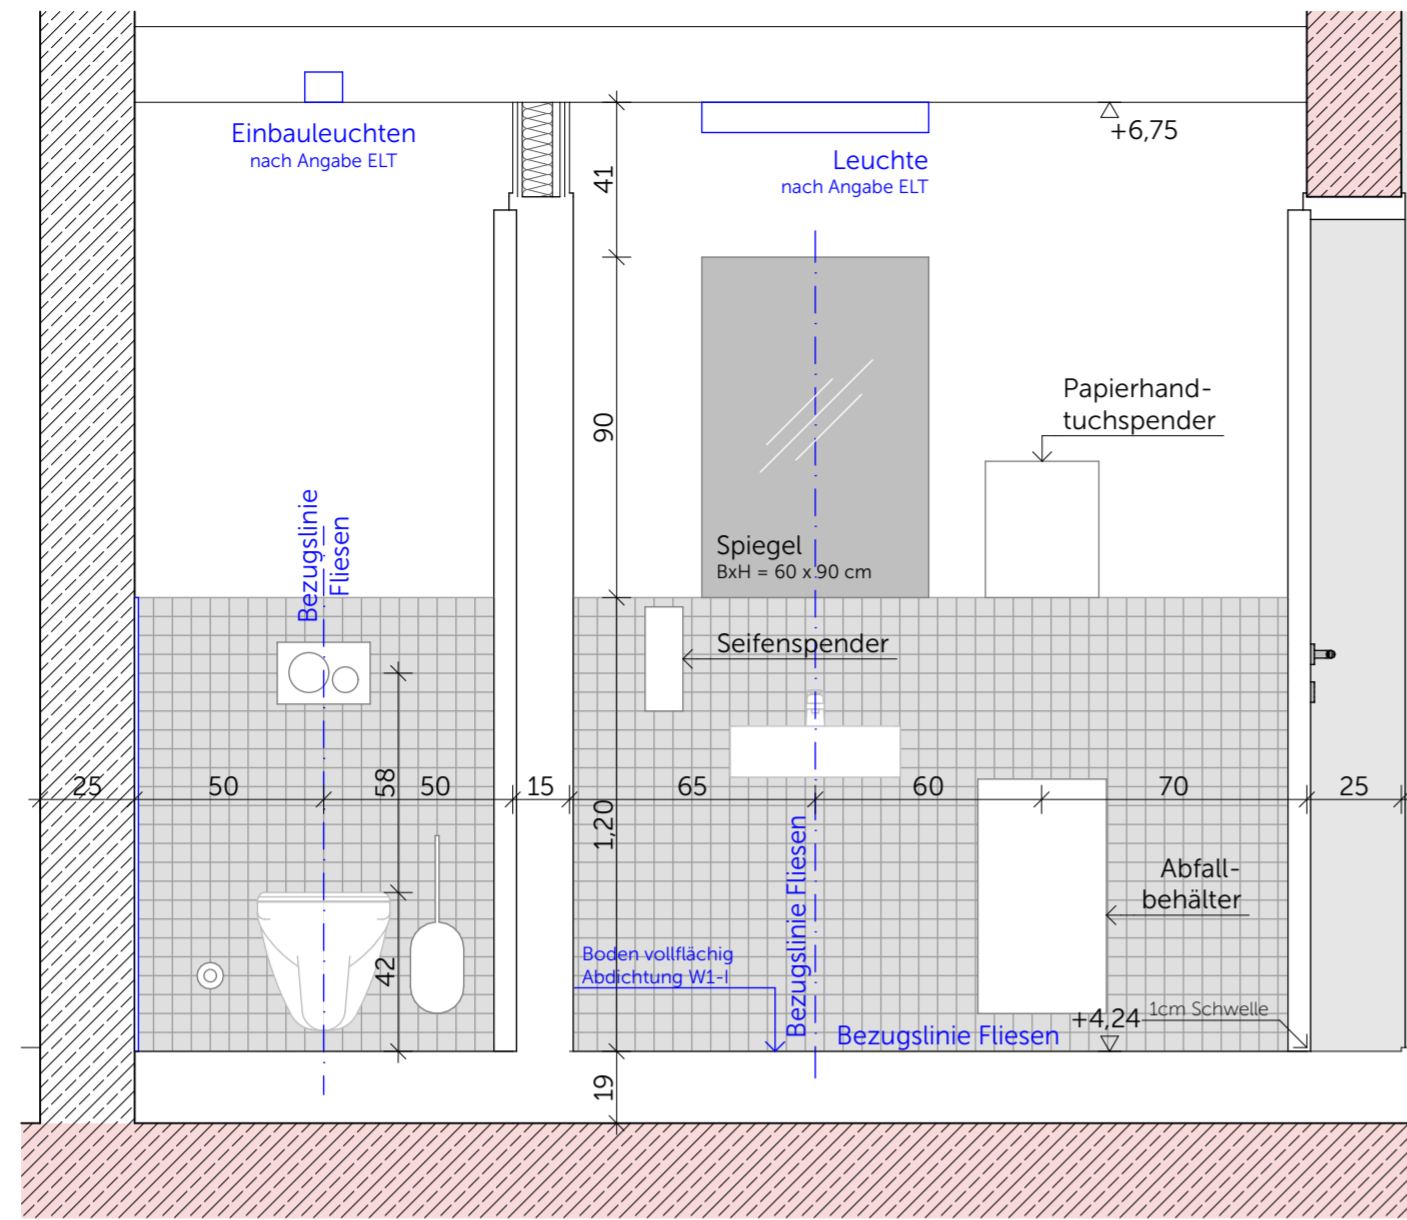 Einbauleuchten
nach Angabe ELT
Leuchte
nach Angabe ELT
+6,75
41
90
Papierhand-
tuchspender
Bezugslinie
Fliesen
Spiegel
BxH = 60 x 90 cm
Seifenspender
25
50
58
50
15
65
60
70
25
1,20
Bezugslinie Fliesen
Abfall-
behälter
42
Boden vollflächig
Abdichtung W1-I
+4,24
1cm Schwelle
Bezugslinie Fliesen
19